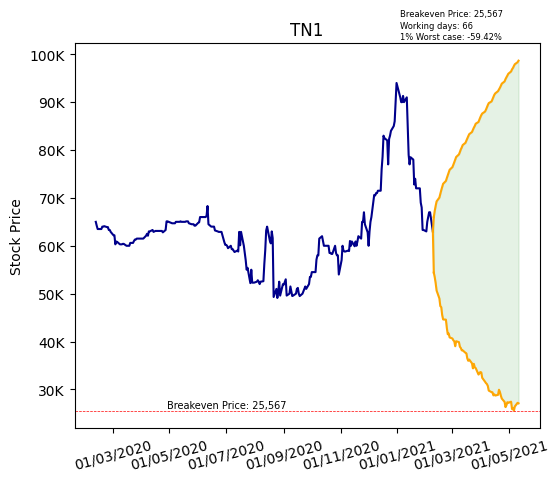 Breakeven Price: 25,567
Working days: 66
1% Worst case: -59.42%
TN1
Stock Price
100K
90K
80K
70K
60K
50K
40K
30K
Breakeven Price: 25,567
01/03/2020
01/05/2020
01/07/2020
01/09/2020
01/11/2020
01/01/2021
01/03/2021
01/05/2021